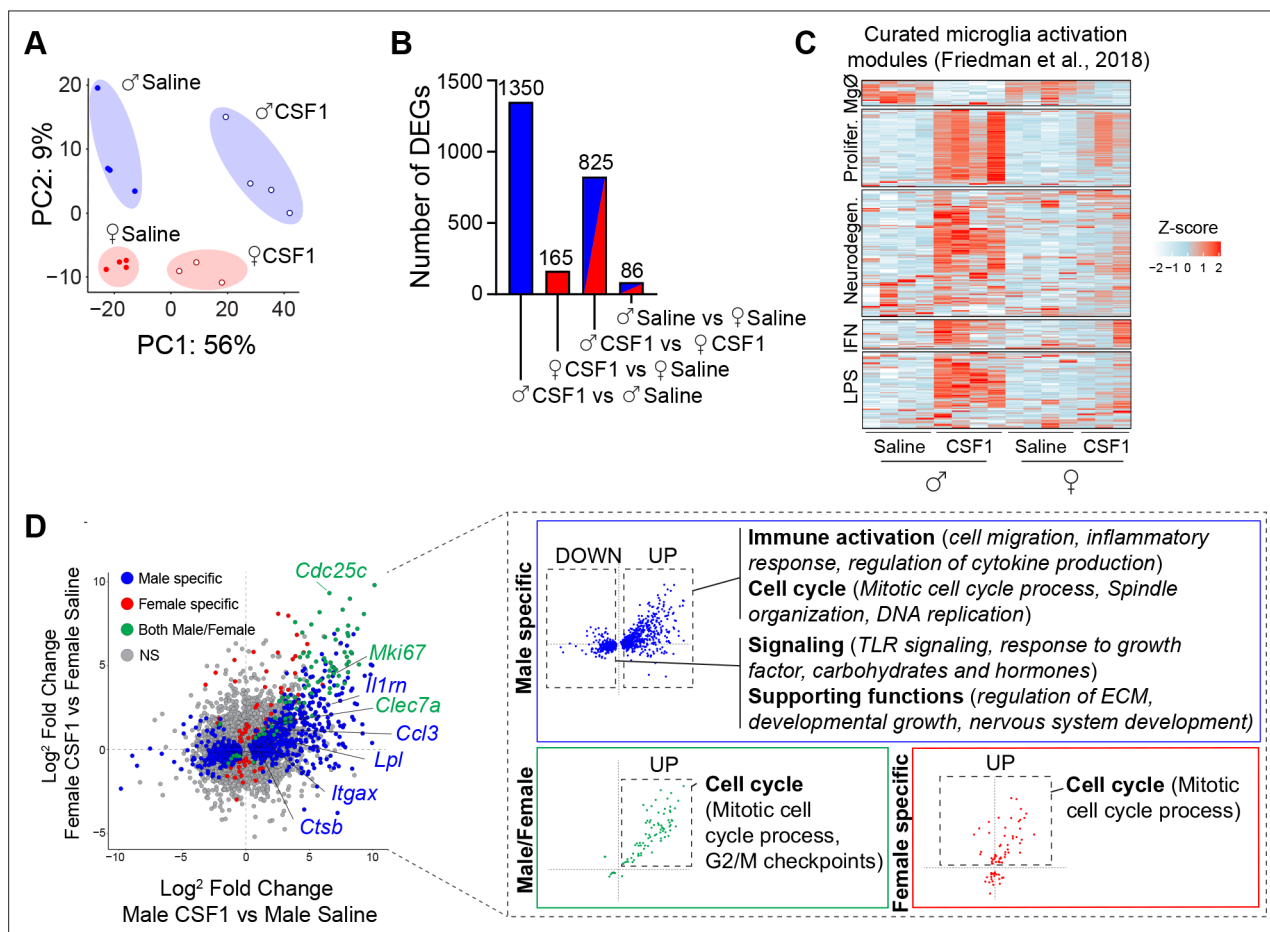 A
♂Saline
♂CSF1
♀Saline
♀CSF1
PC2: 9%
20
10
0
−10
−20
0
20
40
PC1: 56%
B
Number of DEGs
1500
1000
500
0
1350
165
825
86
♂Saline vs ♀Saline
♂CSF1 vs ♀CSF1
♀CSF1 vs ♀Saline
♂CSF1 vs ♂Saline
C
Curated microglia activation
modules (Friedman et al., 2018)
MgØ
Prolifer.
Neurodegen.
IFN
LPS
Z-score
−2 −1 0 1 2
Saline
CSF1
Saline
CSF1
♂
♀
D
Log² Fold Change
Female CSF1 vs Female Saline
10
5
0
−5
−10
−5
0
5
10
Male specific
Female specific
Both Male/Female
NS
Cdc25c
Mki67
Il1rn
Clec7a
Ccl3
Lpl
Itgax
Ctsb
Log² Fold Change
Male CSF1 vs Male Saline
Male specific
DOWN
UP
Immune activation (cell migration, inflammatory
response, regulation of cytokine production)
Cell cycle (Mitotic cell cycle process, Spindle
organization, DNA replication)
Signaling (TLR signaling, response to growth
factor, carbohydrates and hormones)
Supporting functions (regulation of ECM,
developmental growth, nervous system development)
Male/Female
UP
Cell cycle
(Mitotic cell
cycle process,
G2/M checkpoints)
Female specific
UP
Cell cycle (Mitotic
cell cycle process)